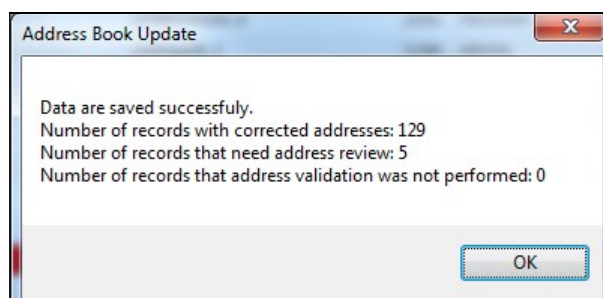 Address Book Update
Data are saved successfuly.
Number of records with corrected addresses: 129
Number of records that need address review: 5
Number of records that address validation was not performed: 0
OK